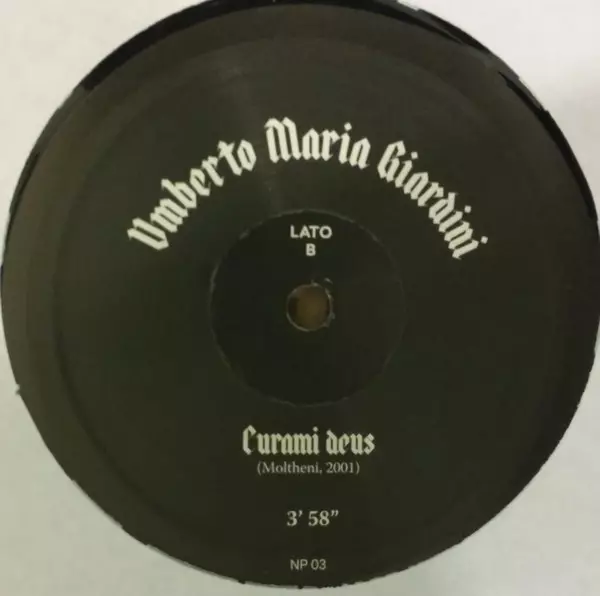 Umberto Maria Giardini
LATO
B
Curami deus
(Moltheni, 2001)
3' 58"
NP 03